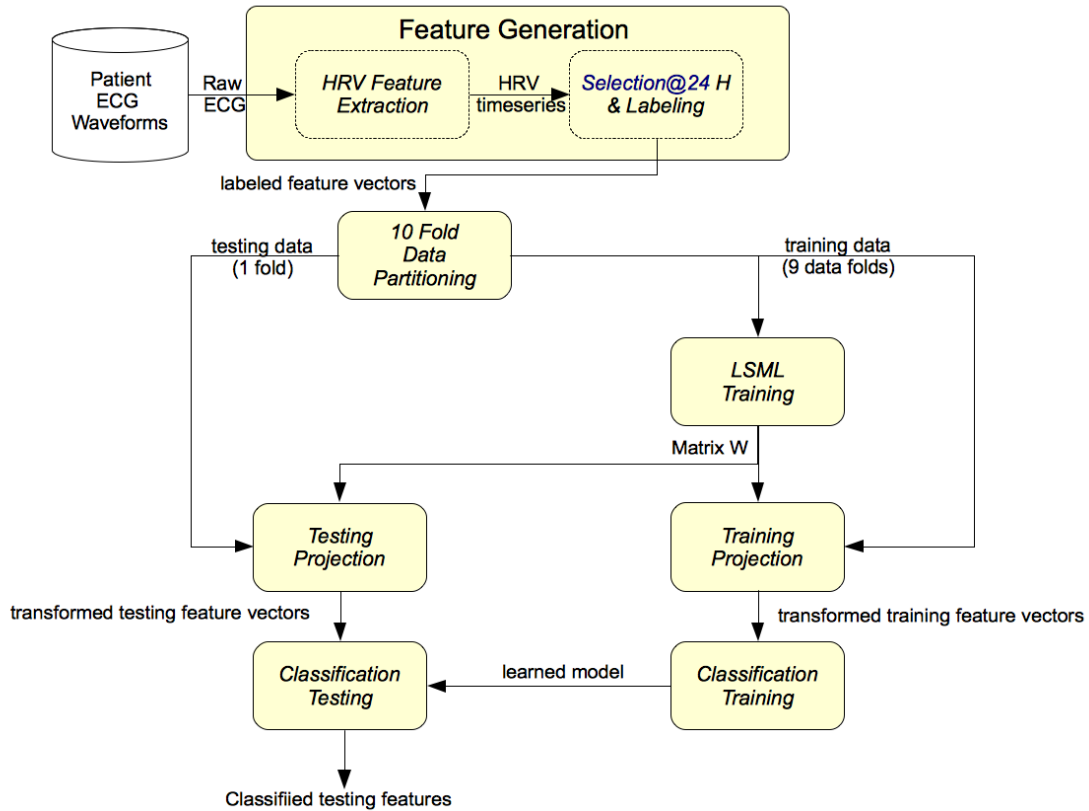 Feature Generation
Patient
ECG
Waveforms
Raw
ECG
HRV Feature
Extraction
HRV
timeseries
Selection@24 H
& Labeling
labeled feature vectors
10 Fold
Data
Partitioning
testing data
(1 fold)
training data
(9 data folds)
LSML
Training
Matrix W
Testing
Projection
Training
Projection
transformed testing feature vectors
transformed training feature vectors
Classification
Testing
learned model
Classification
Training
Classifiied testing features